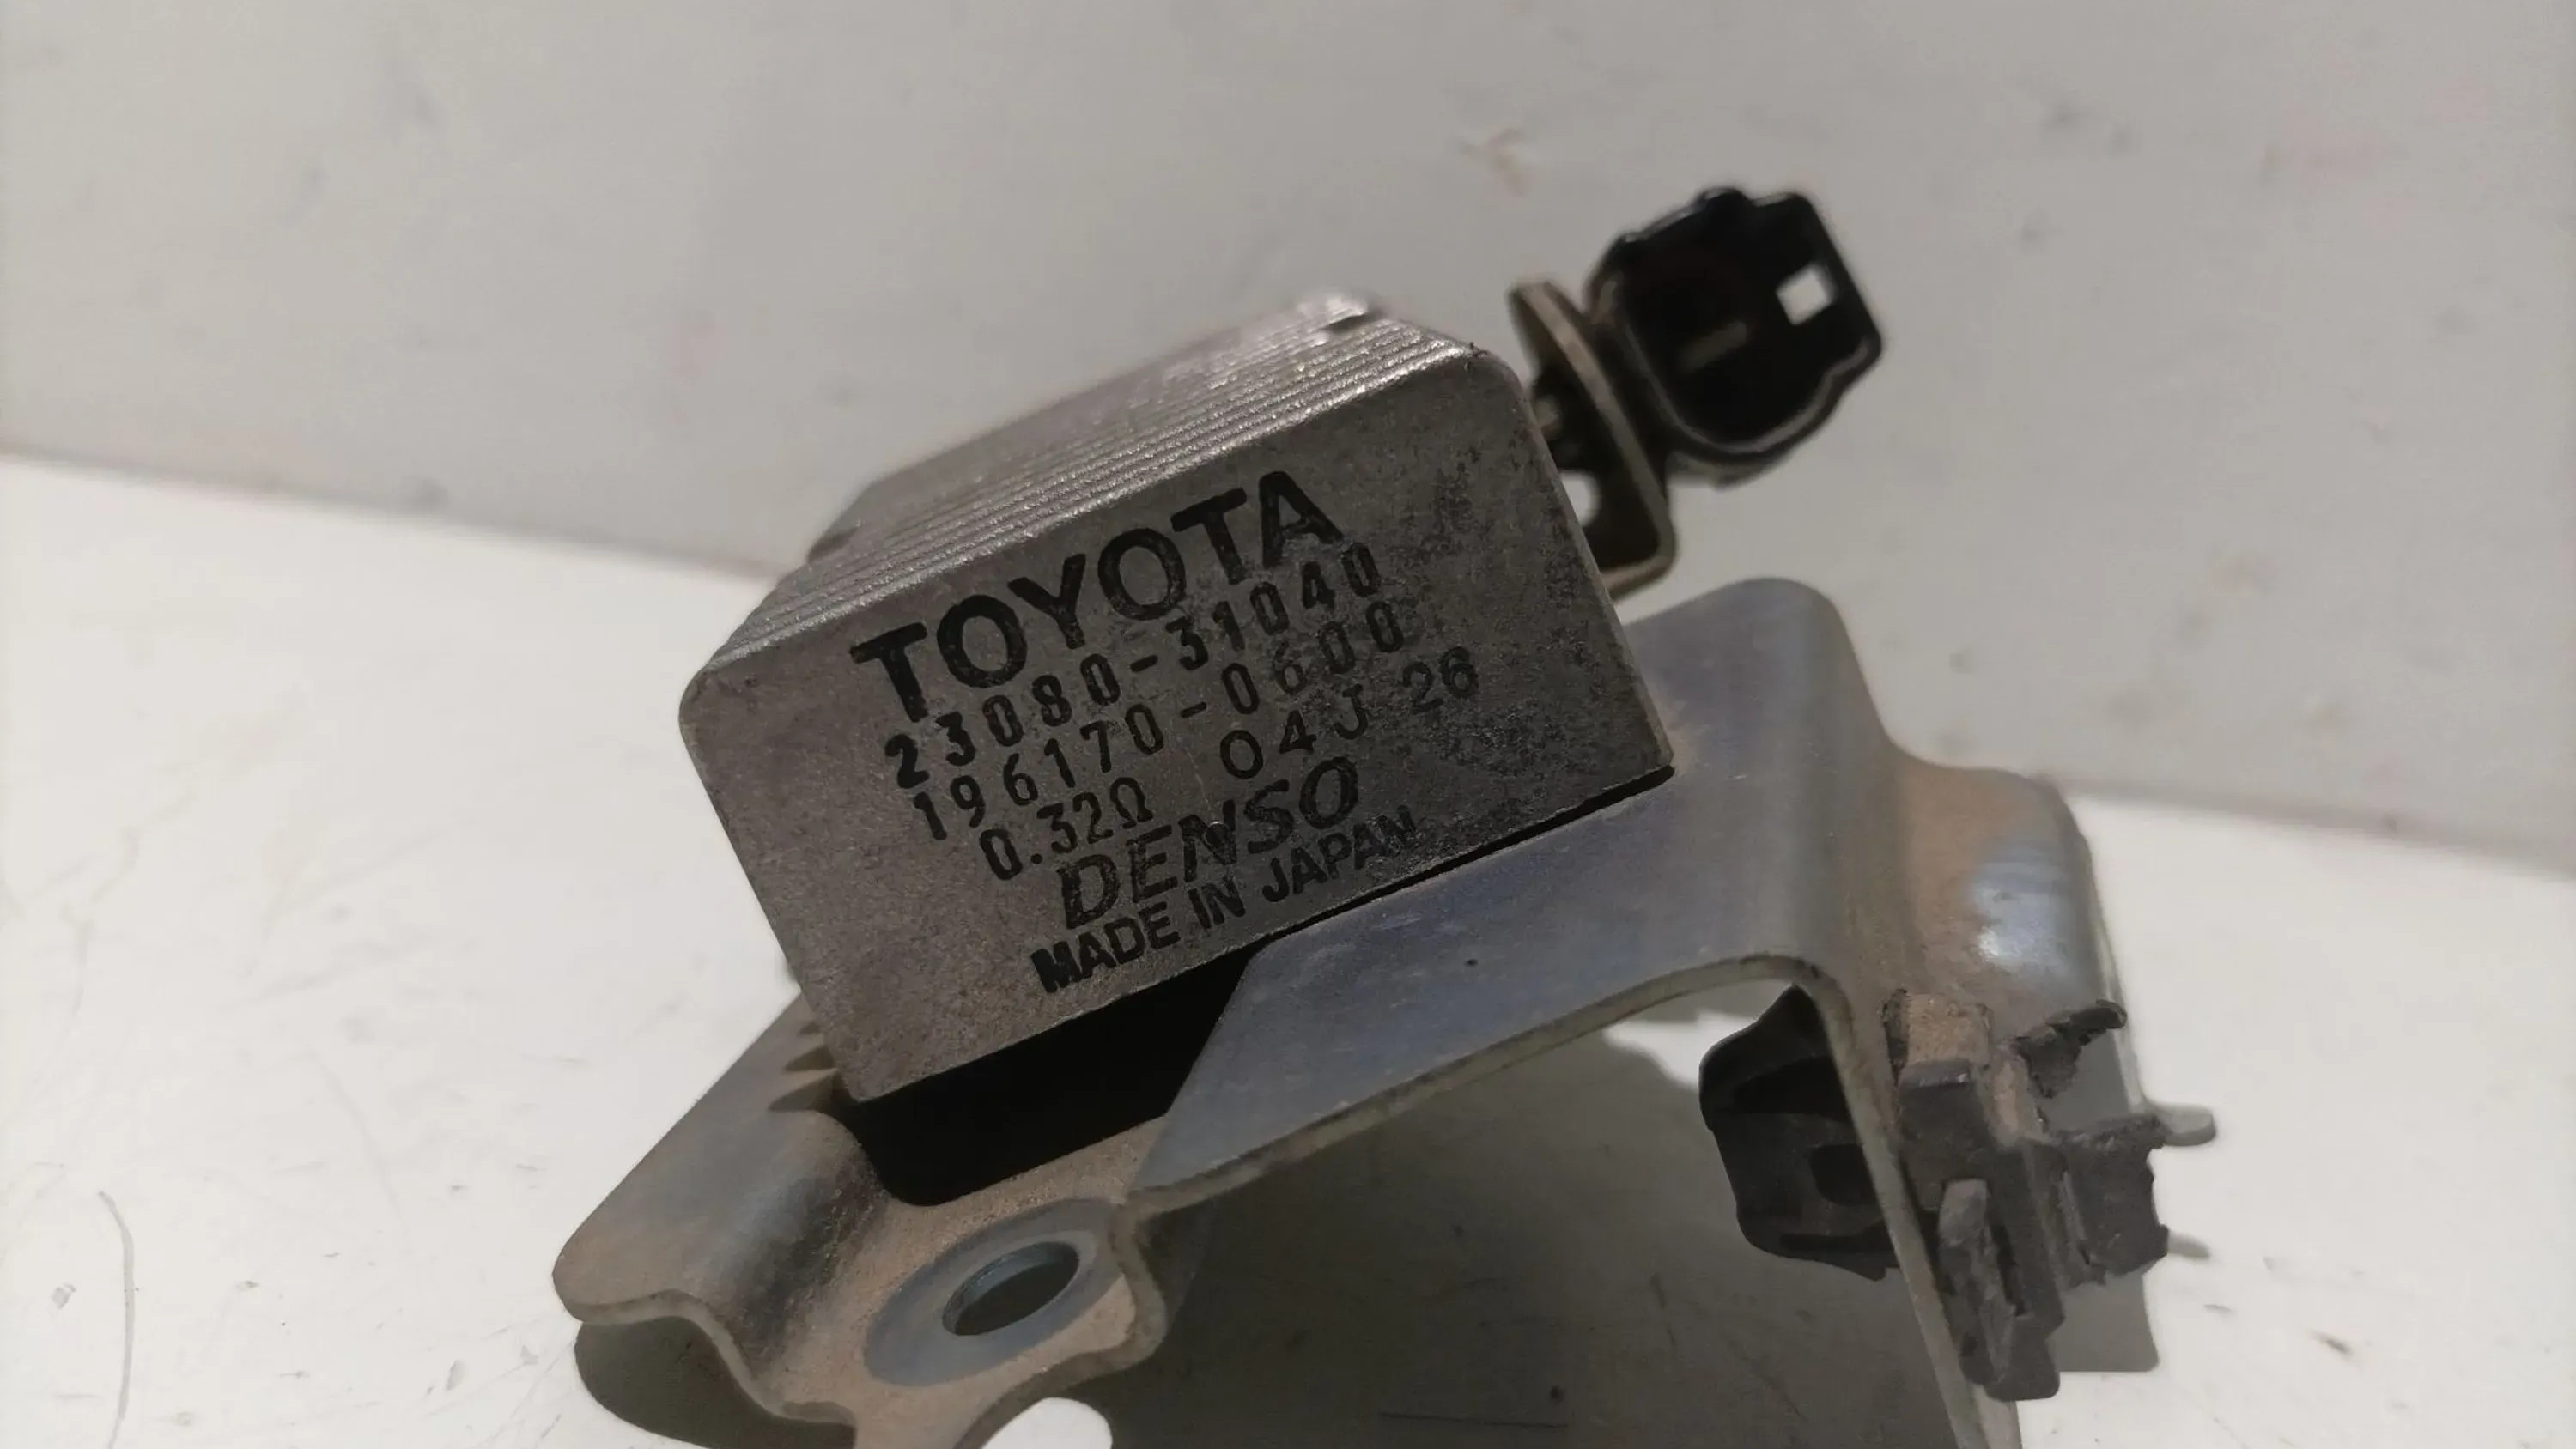 TOYOTA
23080-31040
196170-0600
0.32Ω 04J 26
DENSO
MADE IN JAPAN